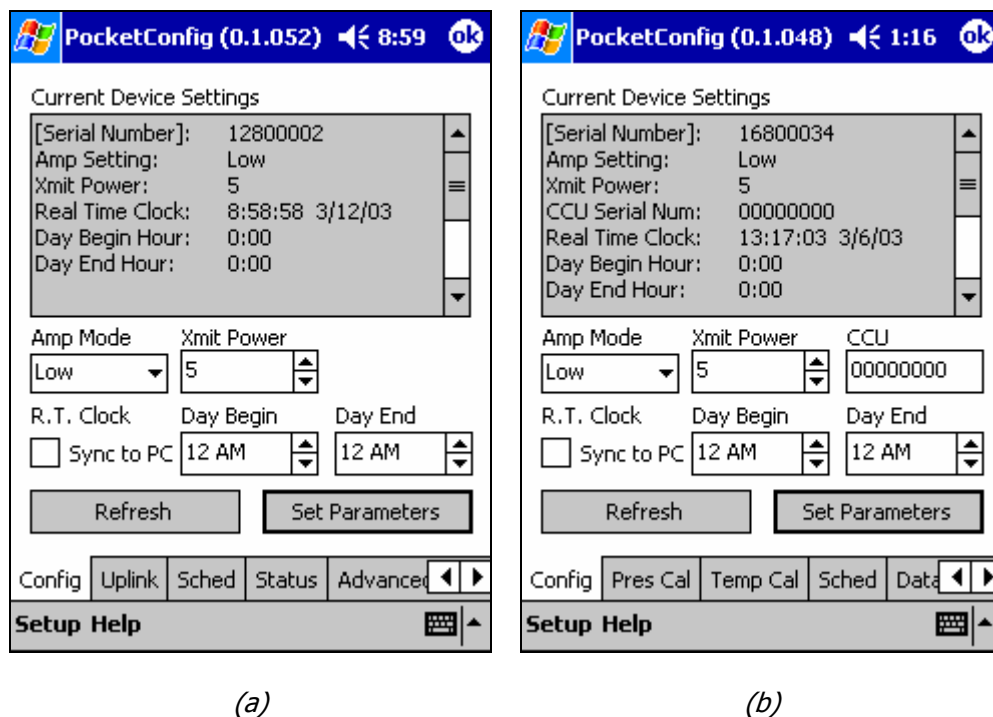 PocketConfig (0.1.052) 8:59 ok
Current Device Settings
[Serial Number]: 12800002
Amp Setting: Low
Xmit Power: 5
Real Time Clock: 8:58:58 3/12/03
Day Begin Hour: 0:00
Day End Hour: 0:00
Amp Mode Xmit Power
Low 5
R.T. Clock Day Begin Day End
Sync to PC 12 AM 12 AM
Refresh Set Parameters
Config Uplink Sched Status Advanced
Setup Help
(a)
PocketConfig (0.1.048) 1:16 ok
Current Device Settings
[Serial Number]: 16800034
Amp Setting: Low
Xmit Power: 5
CCU Serial Num: 00000000
Real Time Clock: 13:17:03 3/6/03
Day Begin Hour: 0:00
Day End Hour: 0:00
Amp Mode Xmit Power CCU
Low 5 00000000
R.T. Clock Day Begin Day End
Sync to PC 12 AM 12 AM
Refresh Set Parameters
Config Pres Cal Temp Cal Sched Data
Setup Help
(b)